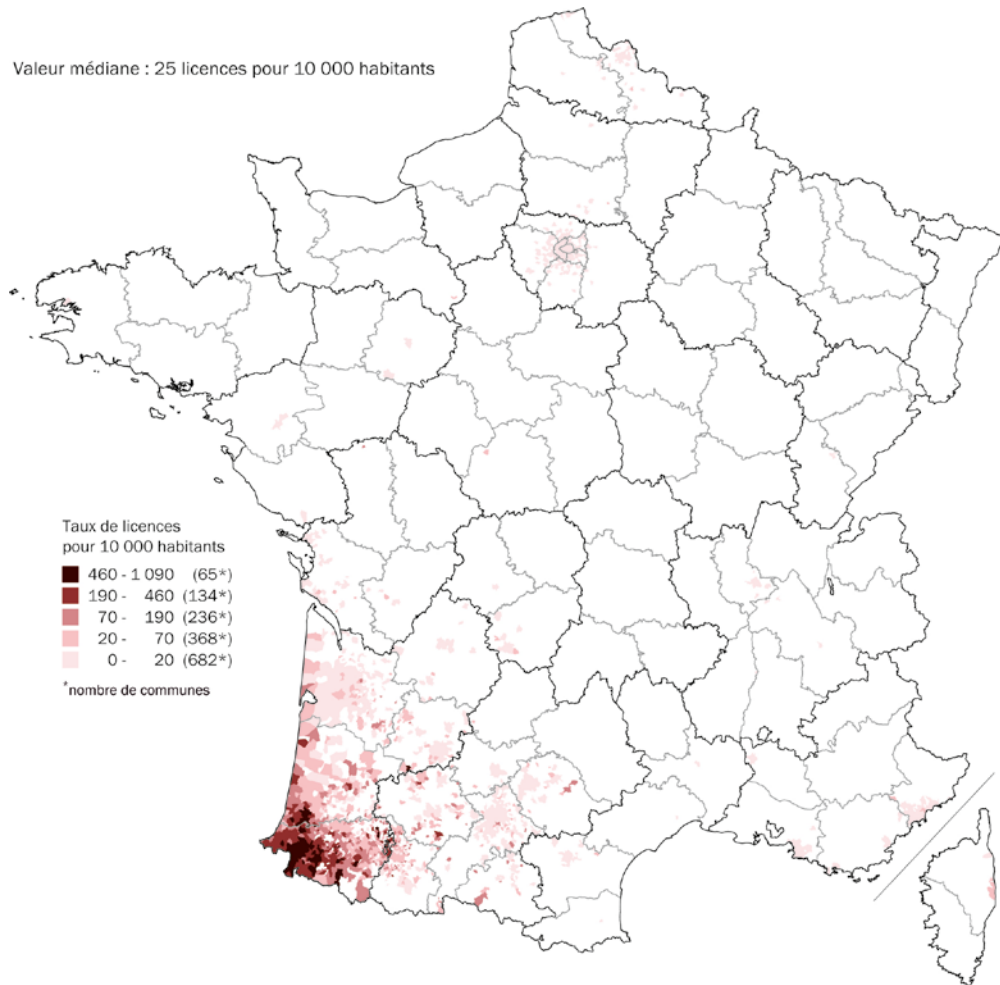 Valeur médiane : 25 licences pour 10 000 habitants
Taux de licences
pour 10 000 habitants
460 - 1 090 (65*)
190 - 460 (134*)
70 - 190 (236*)
20 - 70 (368*)
0 - 20 (682*)
*nombre de communes